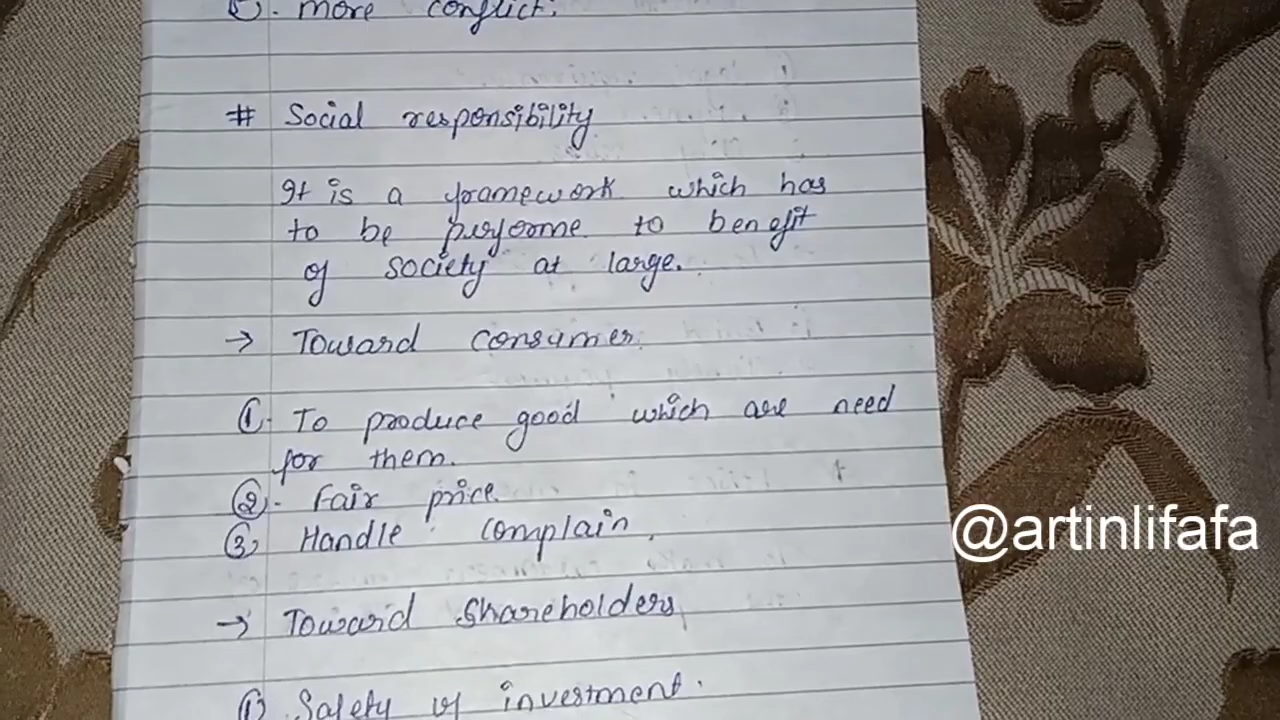 ⑤. more conflict.
# Social responsibility
It is a framework which has
to be perfoome to benefit
of society at large.
→ Toward consumer.
①. To produce good which are need
for them.
②. Fair price.
③ Handle complain.
→ Toward shareholders
① Safety of investment.
@artinlifafa